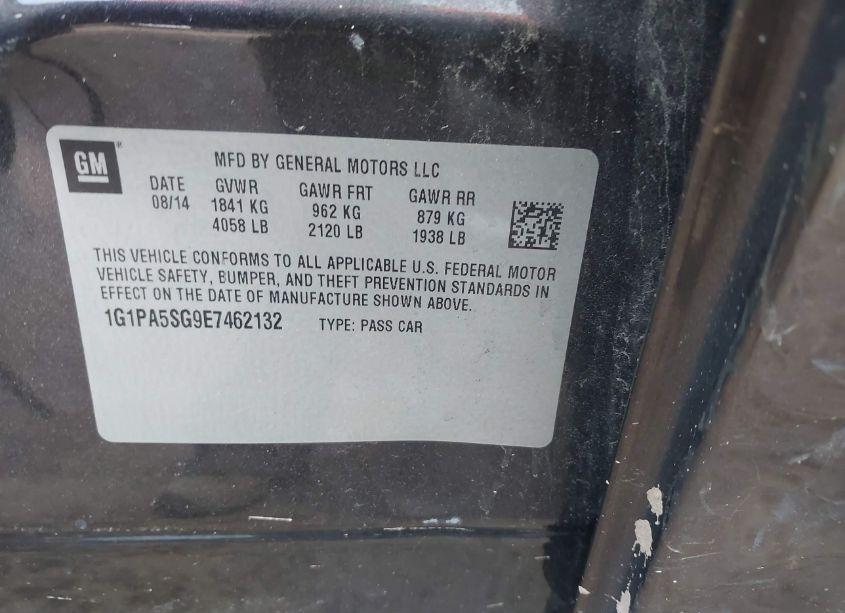 GM
MFD BY GENERAL MOTORS LLC
DATE GVWR GAWR FRT GAWR RR
08/14 1841 KG 962 KG 879 KG
4058 LB 2120 LB 1938 LB
THIS VEHICLE CONFORMS TO ALL APPLICABLE U.S. FEDERAL MOTOR
VEHICLE SAFETY, BUMPER, AND THEFT PREVENTION STANDARDS IN
EFFECT ON THE DATE OF MANUFACTURE SHOWN ABOVE.
1G1PA5SG9E7462132 TYPE: PASS CAR